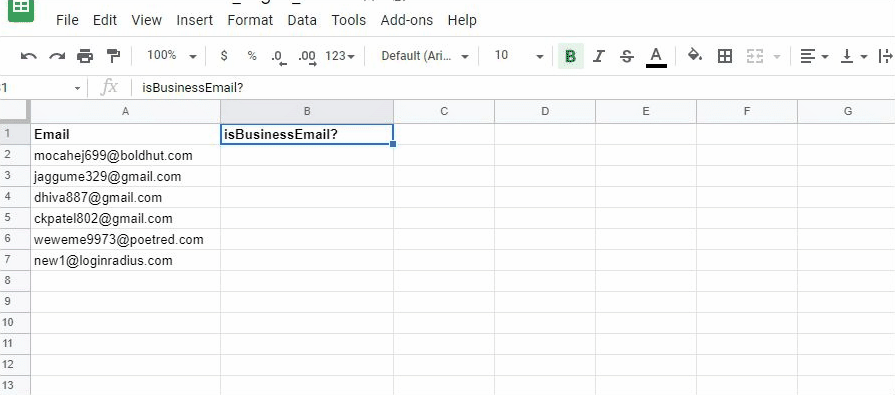 File Edit View Insert Format Data Tools Add-ons Help
100% $ % .0 .00 123 Default (Ari... 10 B I S A
fx isBusinessEmail?
A B C D E F G
1 Email isBusinessEmail?
2 mocahej699@boldhut.com
3 jaggume329@gmail.com
4 dhiva887@gmail.com
5 ckpatel802@gmail.com
6 weweme9973@poetred.com
7 new1@loginradius.com
8
9
10
11
12
13